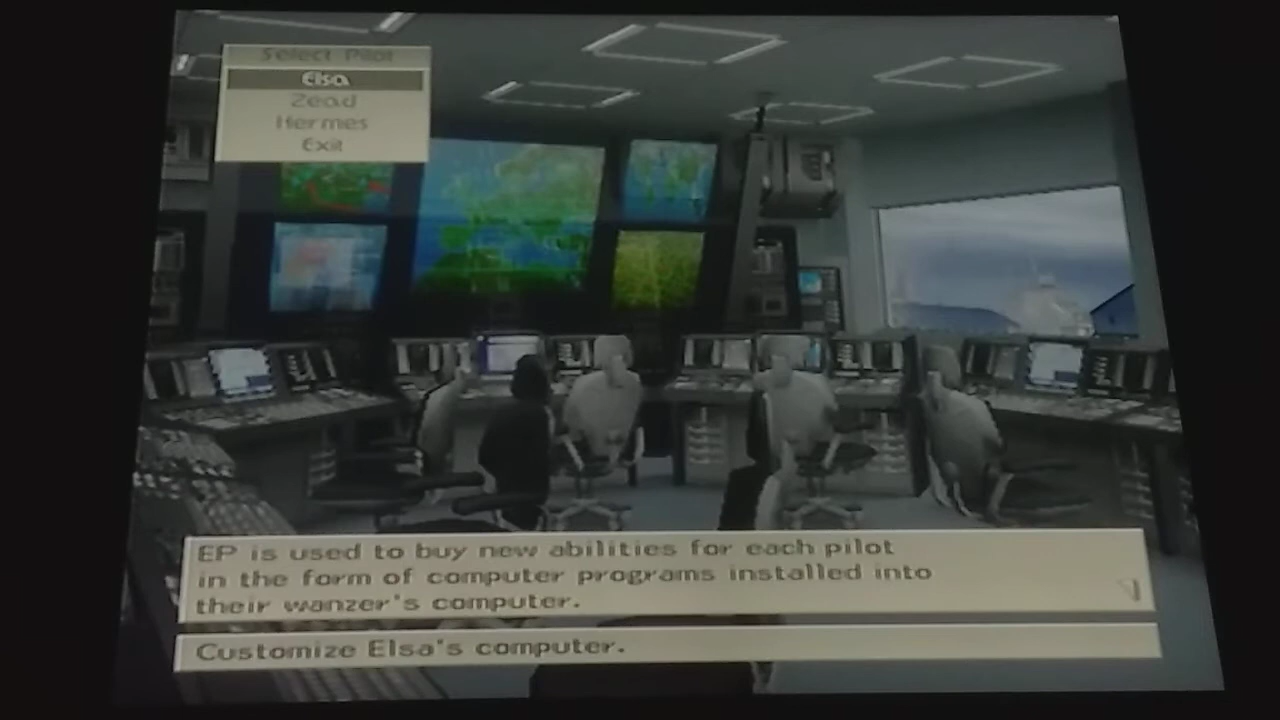 Select Pilot
Elsa
Zead
Hermes
Exit
EP is used to buy new abilities for each pilot
in the form of computer programs installed into
their wanzer's computer.
Customize Elsa's computer.